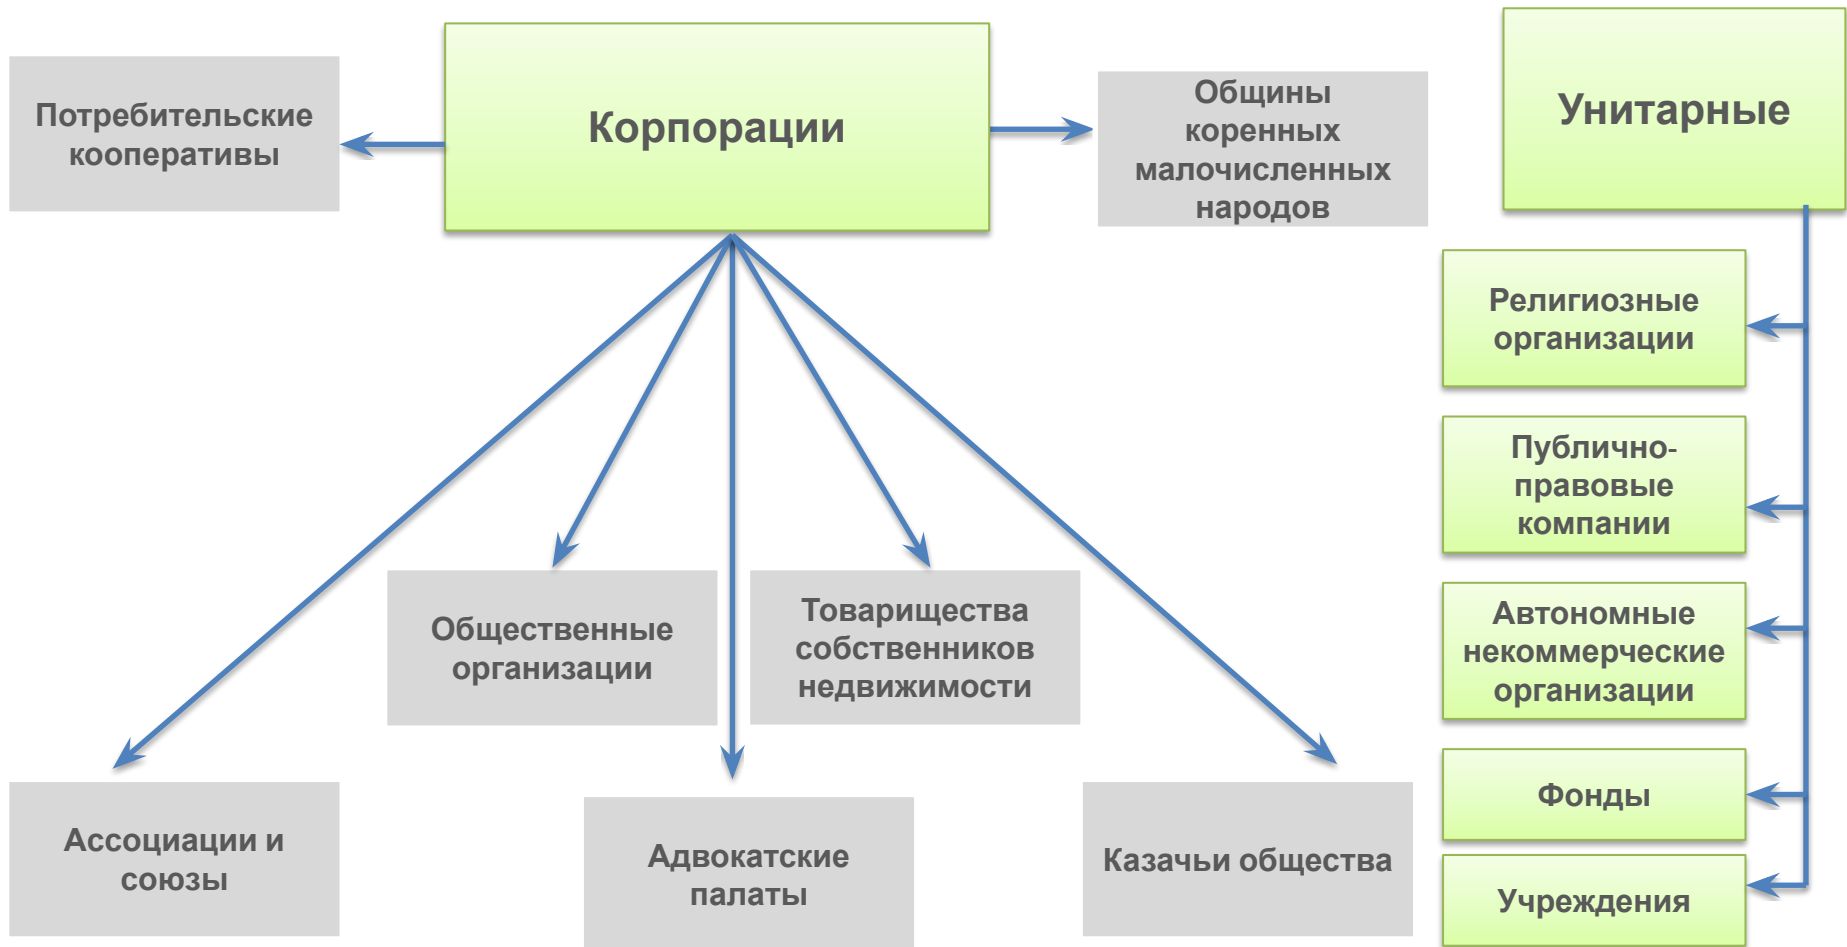 Потребительские
кооперативы
Корпорации
Общины
коренных
малочисленных
народов
Унитарные
Религиозные
организации
Публично-
правовые
компании
Автономные
некоммерческие
организации
Фонды
Учреждения
Общественные
организации
Товарищества
собственников
недвижимости
Ассоциации и
союзы
Адвокатские
палаты
Казачьи общества